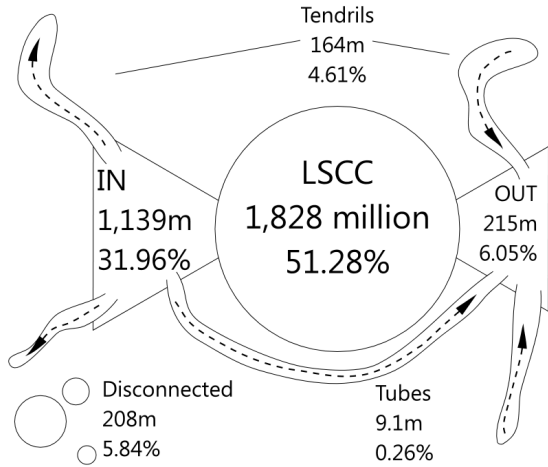 Tendrils
164m
4.61%
IN
1,139m
31.96%
LSCC
1,828 million
51.28%
OUT
215m
6.05%
Disconnected
208m
5.84%
Tubes
9.1m
0.26%